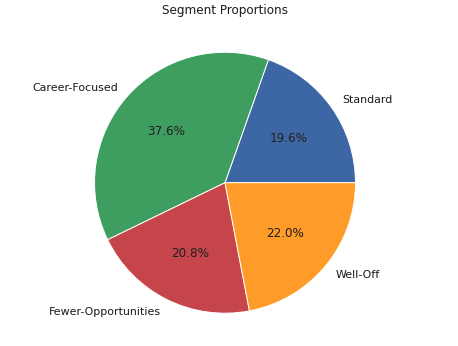 Segment Proportions
Career-Focused
Standard
37.6%
19.6%
22.0%
20.8%
Well-Off
Fewer-Opportunities